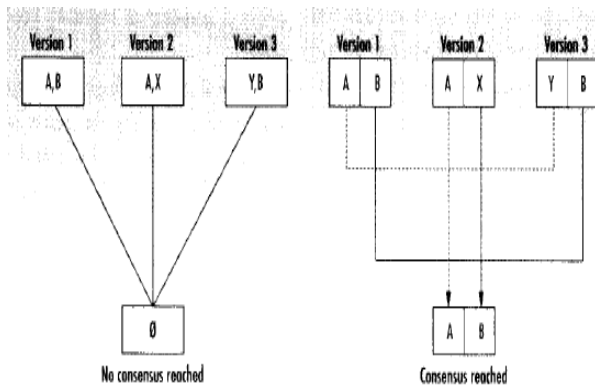 Version 1 Version 2 Version 3 Version 1 Version 2 Version 3
A,B A,X Y,B A B A X Y B
Ø A B
No consensus reached Consensus reached